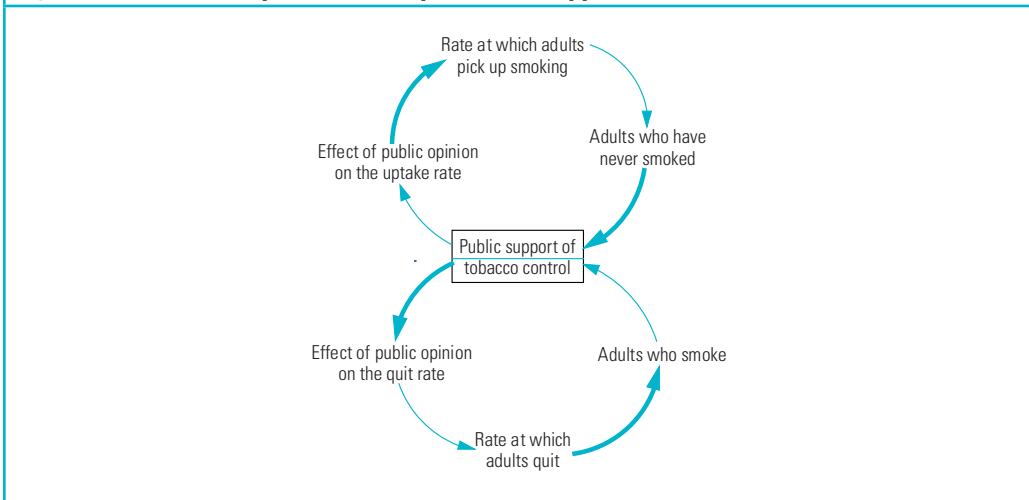 Rate at which adults
pick up smoking
Adults who have
never smoked
Effect of public opinion
on the uptake rate
Public support of
tobacco control
Effect of public opinion
on the quit rate
Adults who smoke
Rate at which
adults quit